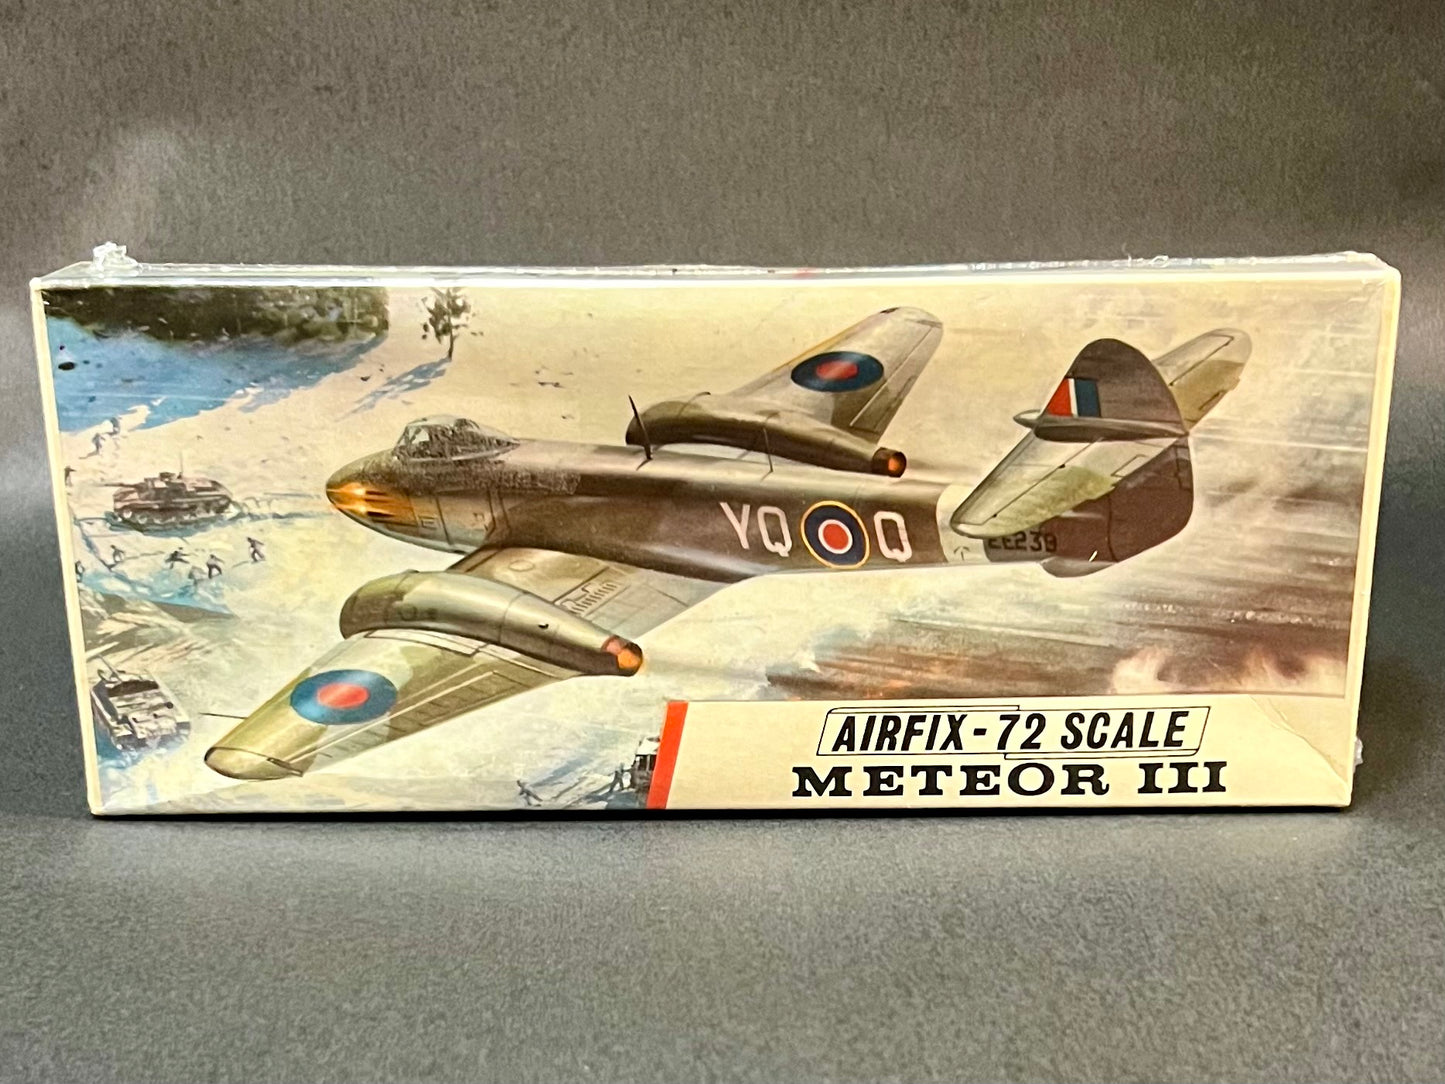 YQ Q
EE239
AIRFIX-72 SCALE
METEOR III